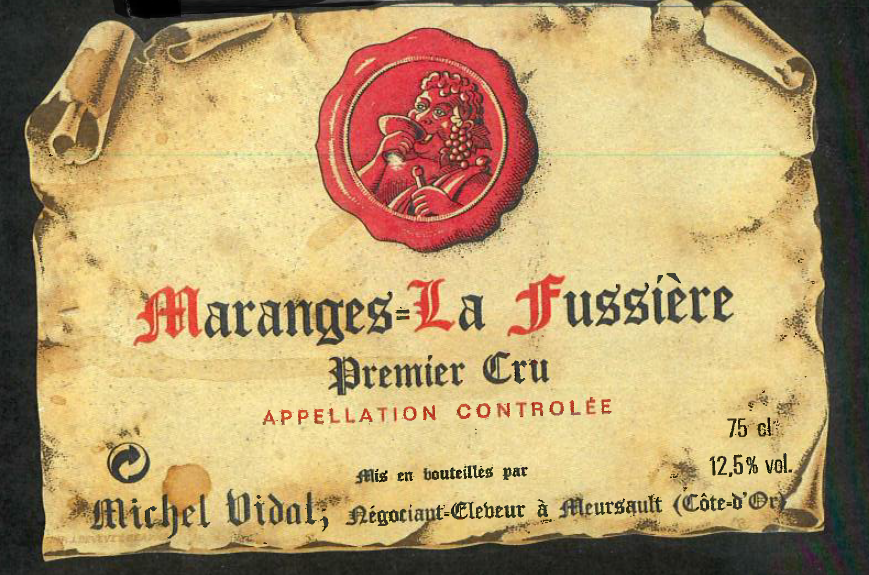 Maranges=La Fussière
Premier Cru
APPELLATION CONTROLÉE
75 cl
12,5% vol.
Mis en bouteilles par
Michel Vidal, Négociant-Eleveur à Meursault (Côte-d'Or)